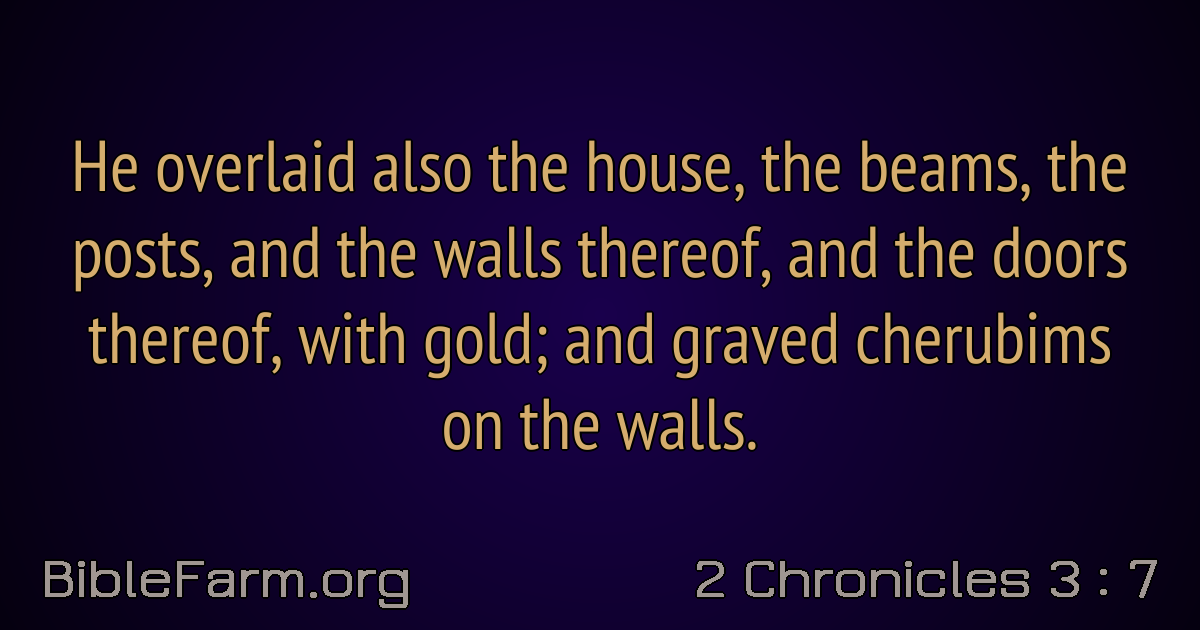 He overlaid also the house, the beams, the
posts, and the walls thereof, and the doors
thereof, with gold; and graved cherubims
on the walls.
BibleFarm.org
2 Chronicles 3 : 7